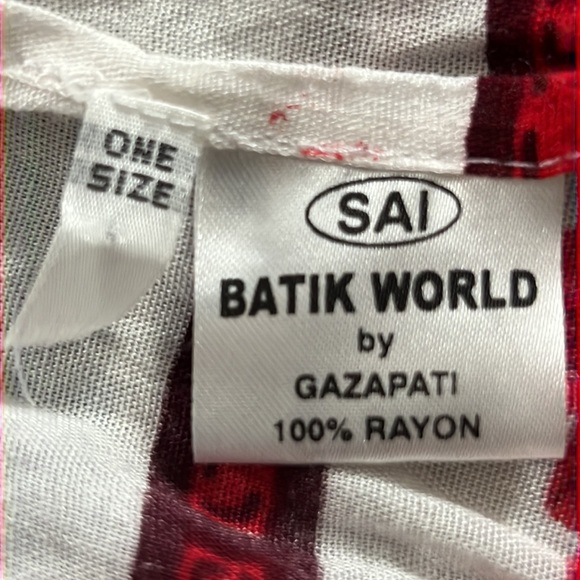 ONE
SIZE
SAI
BATIK WORLD
by
GAZAPATI
100% RAYON